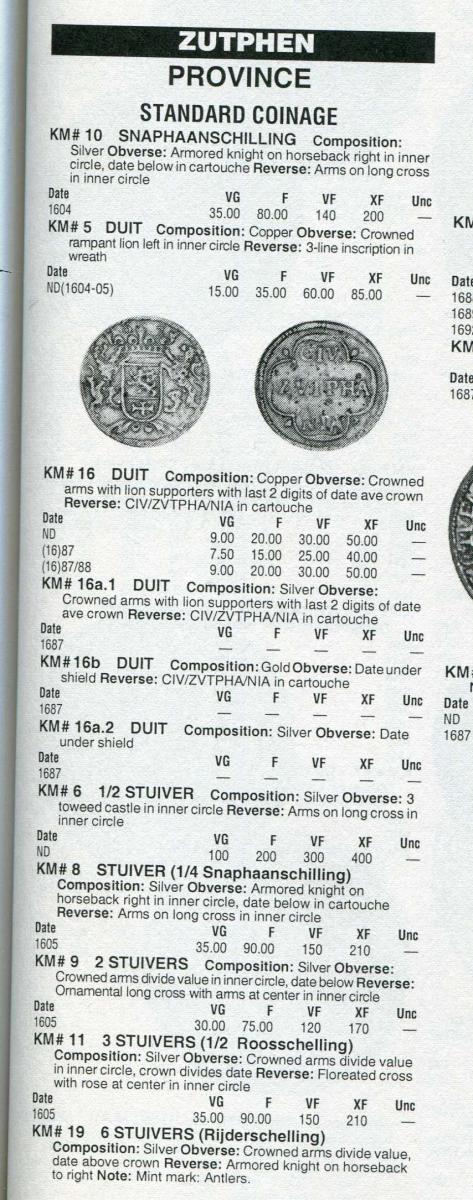 ZUTPHEN
PROVINCE
STANDARD COINAGE
KM# 10 SNAPHAANSCHILLING Composition:
Silver Obverse: Armored knight on horseback right in inner
circle, date below in cartouche Reverse: Arms on long cross
in inner circle
Date VG F VF XF Unc
1604 35.00 80.00 140 200 —
KM# 5 DUIT Composition: Copper Obverse: Crowned
rampant lion left in inner circle Reverse: 3-line inscription in
wreath
Date VG F VF XF Unc
ND(1604-05) 15.00 35.00 60.00 85.00 —
CIV
ZVTPHA
NIA
KM# 16 DUIT Composition: Copper Obverse: Crowned
arms with lion supporters with last 2 digits of date ave crown
Reverse: CIV/ZVTPHA/NIA in cartouche
Date VG F VF XF Unc
ND 9.00 20.00 30.00 50.00 —
(16)87 7.50 15.00 25.00 40.00 —
(16)87/88 9.00 20.00 30.00 50.00 —
KM# 16a.1 DUIT Composition: Silver Obverse:
Crowned arms with lion supporters with last 2 digits of date
ave crown Reverse: CIV/ZVTPHA/NIA in cartouche
Date VG F VF XF Unc
1687 — — — — —
KM#16b DUIT Composition: Gold Obverse: Date under
shield Reverse: CIV/ZVTPHA/NIA in cartouche
Date VG F VF XF Unc
1687 — — — — —
KM# 16a.2 DUIT Composition: Silver Obverse: Date
under shield
Date VG F VF XF Unc
1687 — — — — —
KM# 6 1/2 STUIVER Composition: Silver Obverse: 3
toweed castle in inner circle Reverse: Arms on long cross in
inner circle
Date VG F VF XF Unc
ND 100 200 300 400 —
KM# 8 STUIVER (1/4 Snaphaanschilling)
Composition: Silver Obverse: Armored knight on
horseback right in inner circle, date below in cartouche
Reverse: Arms on long cross in inner circle
Date VG F VF XF Unc
1605 35.00 90.00 150 210 —
KM# 9 2 STUIVERS Composition: Silver Obverse:
Crowned arms divide value in inner circle, date below Reverse:
Ornamental long cross with arms at center in inner circle
Date VG F VF XF Unc
1605 30.00 75.00 120 170 —
KM# 11 3 STUIVERS (1/2 Roosschelling)
Composition: Silver Obverse: Crowned arms divide value
in inner circle, crown divides date Reverse: Floreated cross
with rose at center in inner circle
Date VG F VF XF Unc
1605 35.00 90.00 150 210 —
KM# 19 6 STUIVERS (Rijderschelling)
Composition: Silver Obverse: Crowned arms divide value,
date above crown Reverse: Armored knight on horseback
to right Note: Mint mark: Antlers.
KM
Date
168
168
169
KM
Date
1687
KM#
Date
ND
1687